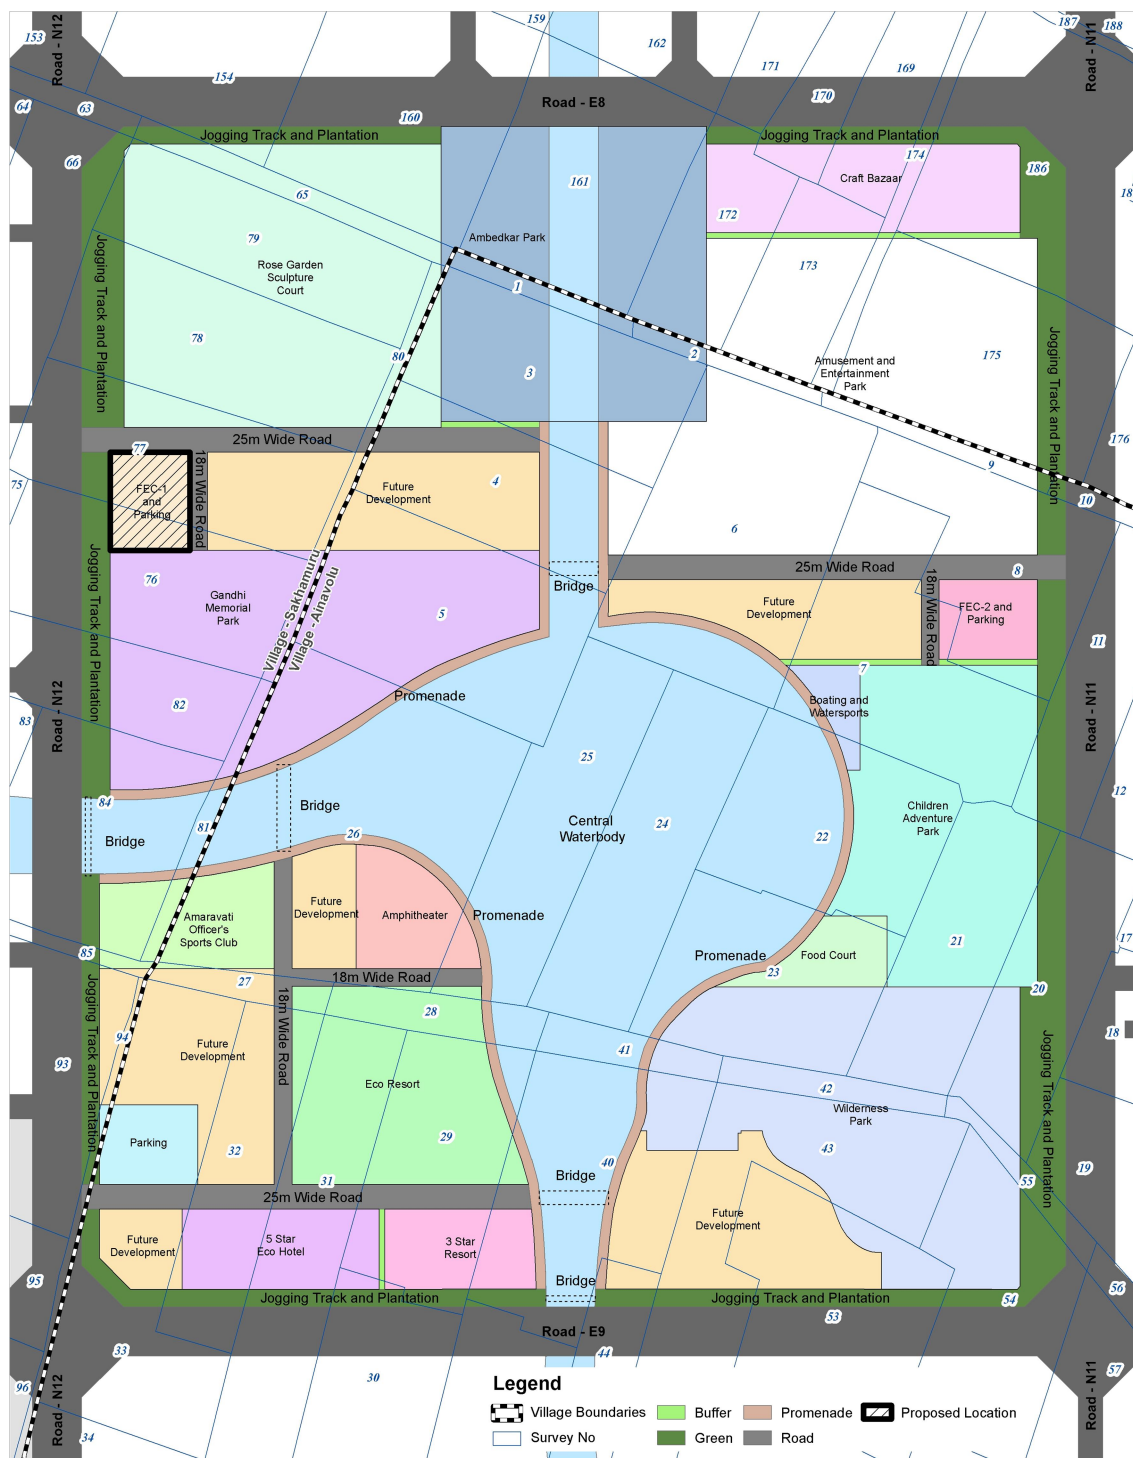 153
Road - N12
159
162
187
188
Road - N11
154
171
169
170
64
63
160
Road - E8
66
Jogging Track and Plantation
Jogging Track and Plantation
174
186
Craft Bazaar
161
65
172
79
Ambedkar Park
173
Rose Garden
Sculpture
Court
1
Jogging Track and Plantation
78
80
2
175
3
Amusement and
Entertainment
Park
Jogging Track and Plantation
25m Wide Road
77
176
9
75
FEC-1
and
Parking
18m Wide Road
Future
Development
4
10
6
Village - Sakhamuru
Village - Ainavolu
Jogging Track and Plantation
76
Gandhi
Memorial
Park
5
Bridge
25m Wide Road
8
Future
Development
18m Wide Road
FEC-2 and
Parking
11
7
82
Promenade
Boating and
Watersports
83
Road - N12
Road - N11
25
12
84
Bridge
Bridge
81
26
Central
Waterbody
24
22
Children
Adventure
Park
Amaravati
Officer's
Sports Club
Future
Development
Amphitheater
Promenade
Promenade
Food Court
21
17
85
27
18m Wide Road
23
20
28
Jogging Track and Plantation
94
93
Future
Development
18m Wide Road
41
18
Eco Resort
42
Wilderness
Park
Jogging Track and Plantation
Parking
32
29
43
31
Bridge
40
19
55
25m Wide Road
Future
Development
5 Star
Eco Hotel
3 Star
Resort
Future
Development
95
Bridge
56
Jogging Track and Plantation
Jogging Track and Plantation
54
53
Road - E9
33
44
30
57
96
Road - N12
Road - N11
34
Legend
Village Boundaries
Buffer
Promenade
Proposed Location
Survey No
Green
Road